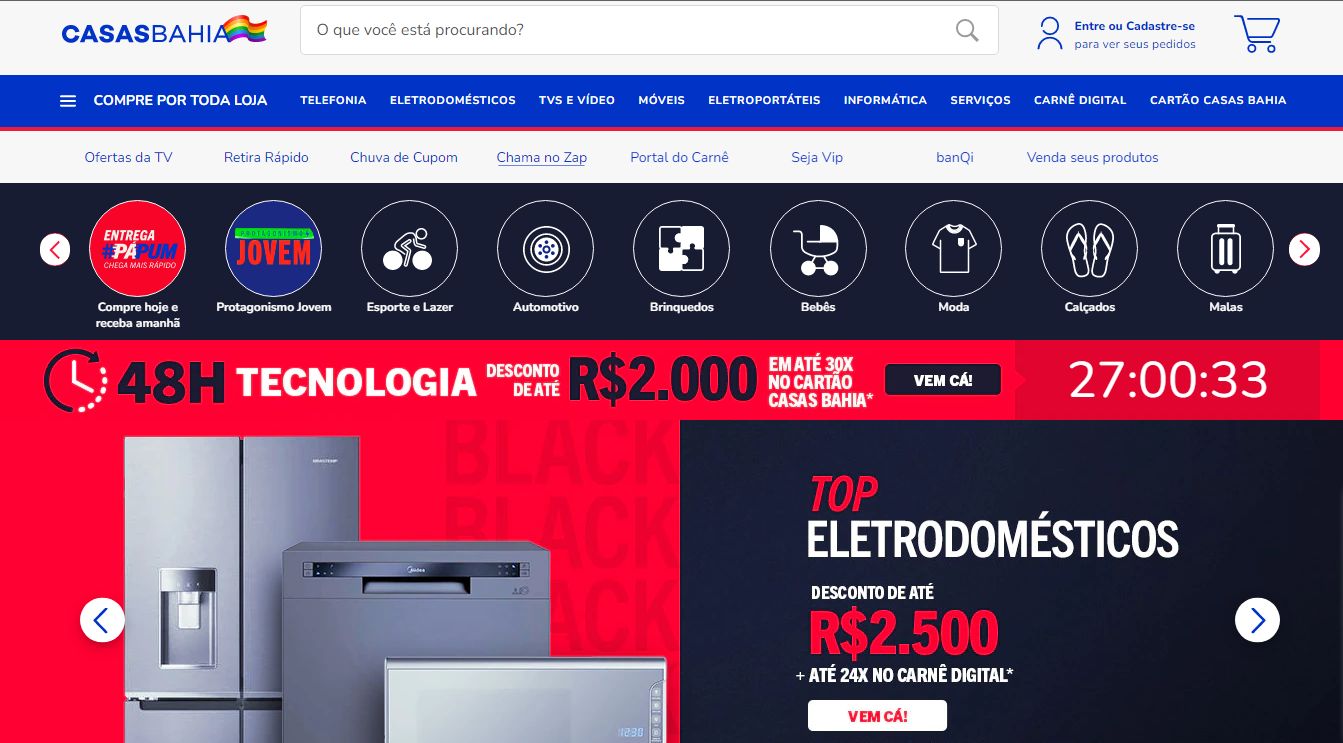 CASASBAHIA
O que você está procurando?
Entre ou Cadastre-se
para ver seus pedidos
COMPRE POR TODA LOJA
TELEFONIA
ELETRODOMÉSTICOS
TVS E VÍDEO
MÓVEIS
ELETROPORTÁTEIS
INFORMÁTICA
SERVIÇOS
CARNÊ DIGITAL
CARTÃO CASAS BAHIA
Ofertas da TV
Retira Rápido
Chuva de Cupom
Chama no Zap
Portal do Carnê
Seja Vip
banQi
Venda seus produtos
ENTREGA
#PÁPUM
CHEGA MAIS RÁPIDO
Compre hoje e
receba amanhã
PROTAGONISMO
JOVEM
Protagonismo Jovem
Esporte e Lazer
Automotivo
Brinquedos
Bebês
Moda
Calçados
Malas
48H TECNOLOGIA
DESCONTO
DE ATÉ
R$2.000
EM ATÉ 30X
NO CARTÃO
CASAS BAHIA*
VEM CÁ!
27:00:33
BLACK
BLACK
BLACK
BRASTEMP
Midea
12:30
TOP
ELETRODOMÉSTICOS
DESCONTO DE ATÉ
R$2.500
+ ATÉ 24X NO CARNÊ DIGITAL*
VEM CÁ!